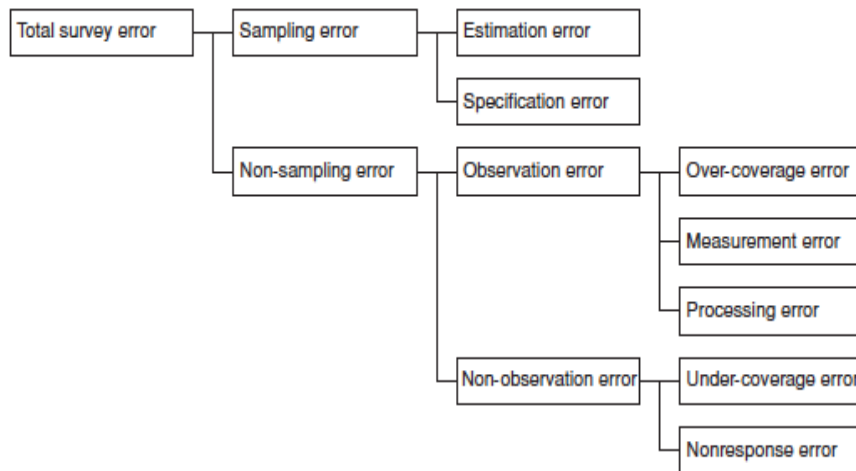 Total survey error
Sampling error
Estimation error
Specification error
Non-sampling error
Observation error
Over-coverage error
Measurement error
Processing error
Non-observation error
Under-coverage error
Nonresponse error